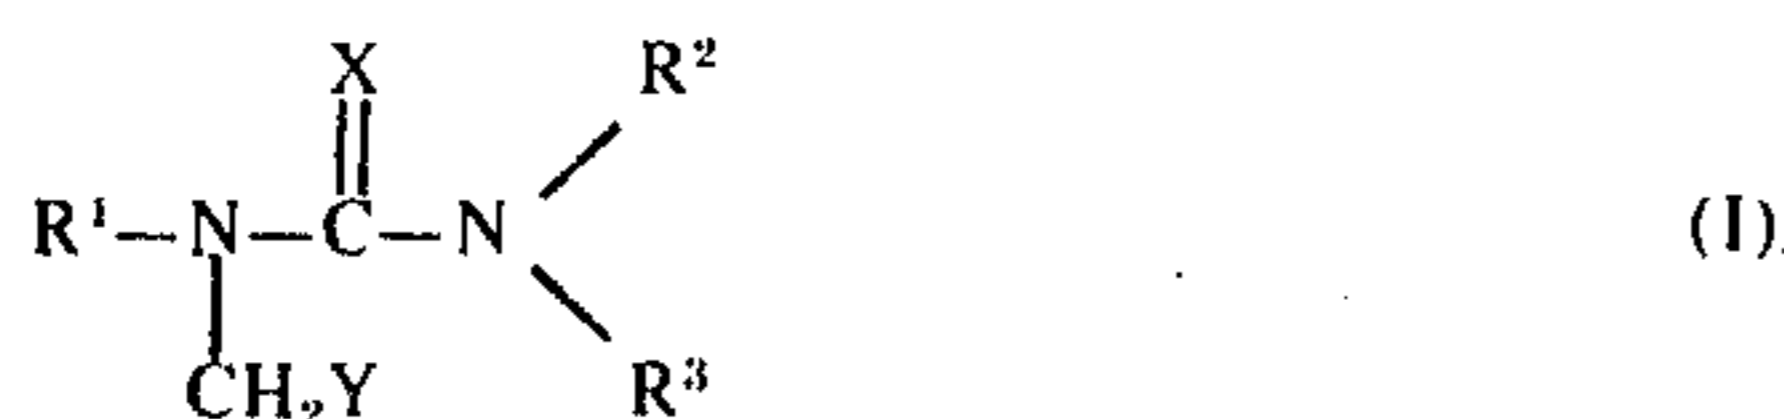 X R²
R¹—N—C—N (I),
CH₂Y R³